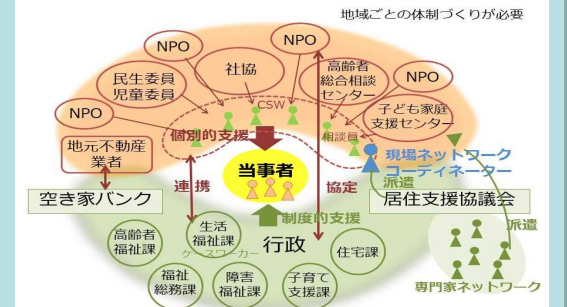 地域ごとの体制づくりが必要
NPO
NPO
民生委員
児童委員
社協
高齢者
総合相談
センター
NPO
NPO
CSW
子ども家庭
支援センター
個別的支援
相談員
地元不動産
業者
現場ネットワーク
コーディネーター
当事者
連携
協定
派遣
空き家バンク
居住支援協議会
制度的支援
派遣
高齢者
福祉課
生活
福祉課
ケースワーカー
行政
住宅課
福祉
総務課
障害
福祉課
子育て
支援課
専門家ネットワーク